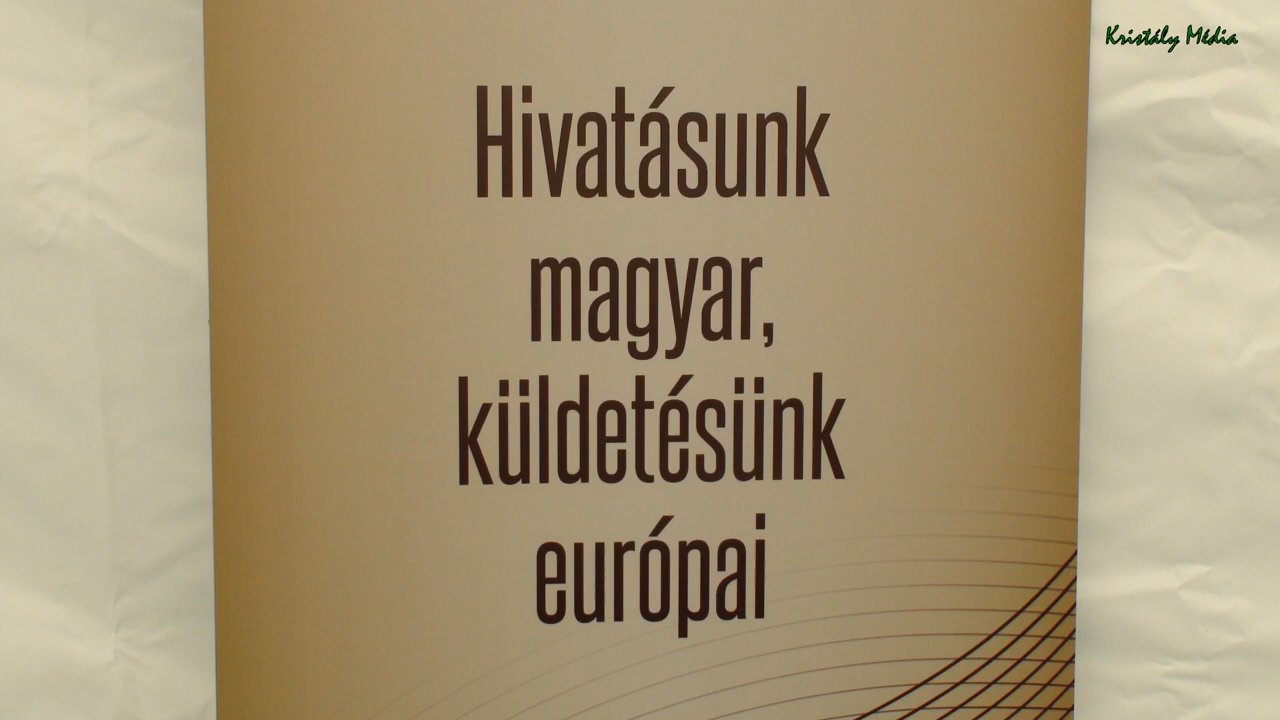 Kristály Média
Hivatásunk
magyar,
küldetésünk
európai